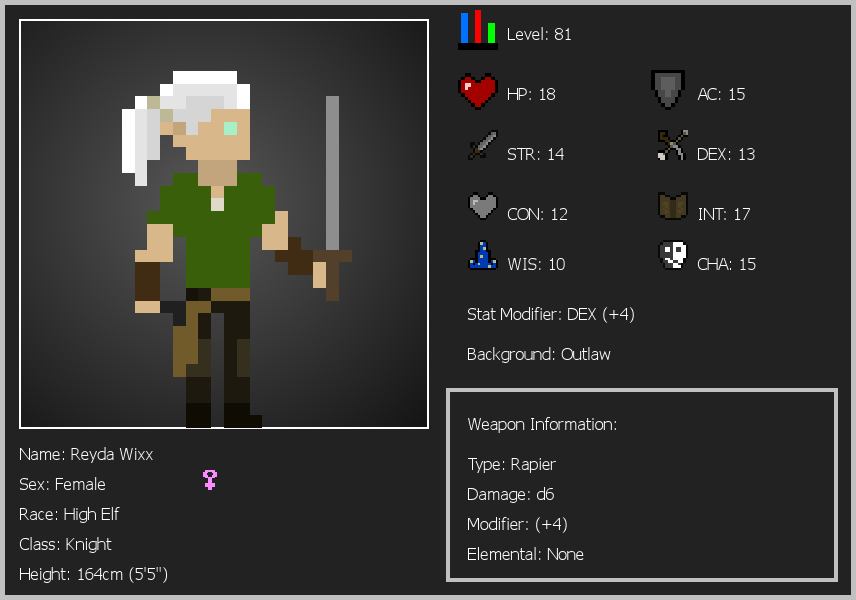 Level: 81
HP: 18
AC: 15
STR: 14
DEX: 13
CON: 12
INT: 17
WIS: 10
CHA: 15
Stat Modifier: DEX (+4)
Background: Outlaw
Weapon Information:
Type: Rapier
Damage: d6
Modifier: (+4)
Elemental: None
Name: Reyda Wixx
Sex: Female
Race: High Elf
Class: Knight
Height: 164cm (5'5")